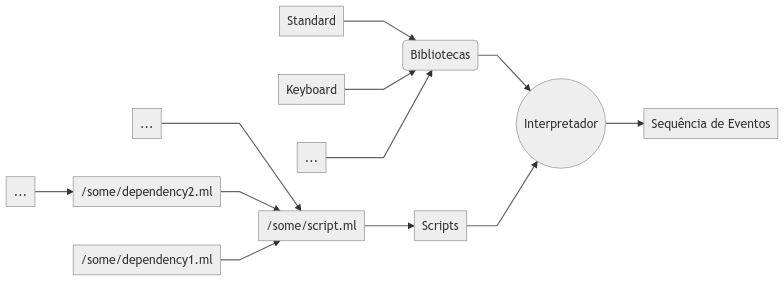 Standard
Bibliotecas
Keyboard
...
Interpretador
Sequência de Eventos
...
...
/some/dependency2.ml
/some/script.ml
Scripts
/some/dependency1.ml